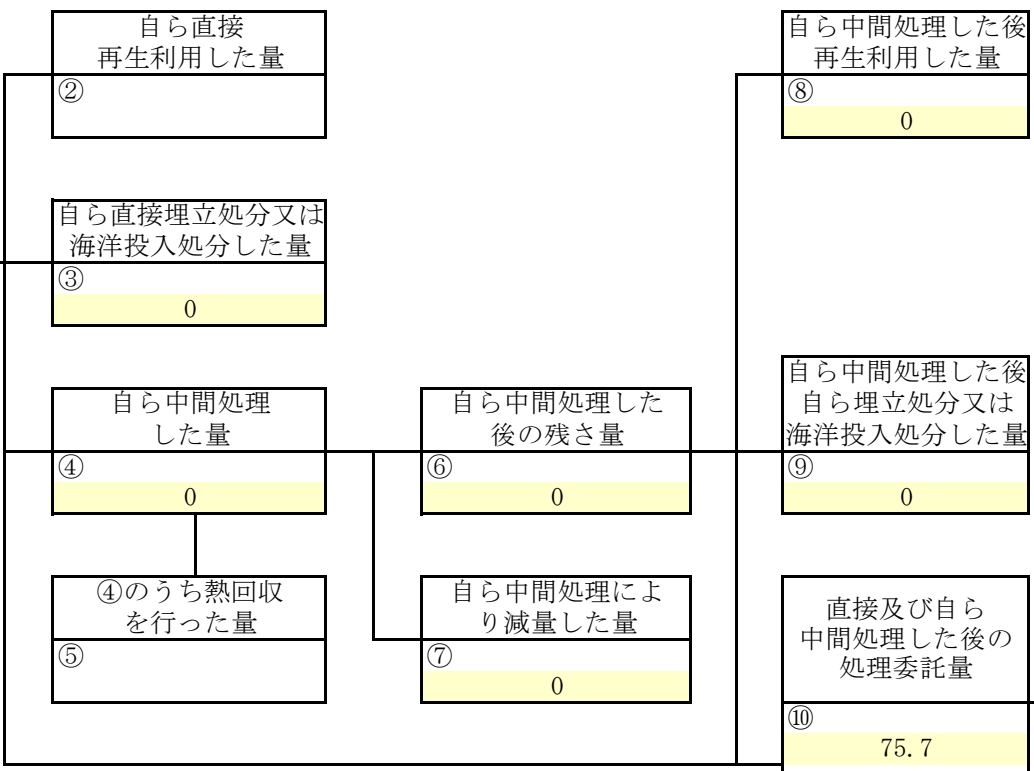 自ら直接
再生利用した量
②
自ら中間処理した後
再生利用した量
⑧
0
自ら直接埋立処分又は
海洋投入処分した量
③
0
自ら中間処理
した量
④
0
自ら中間処理した
後の残さ量
⑥
0
自ら中間処理した後
自ら埋立処分又は
海洋投入処分した量
⑨
0
④のうち熱回収
を行った量
⑤
自ら中間処理によ
り減量した量
⑦
0
直接及び自ら
中間処理した後の
処理委託量
⑩
75.7